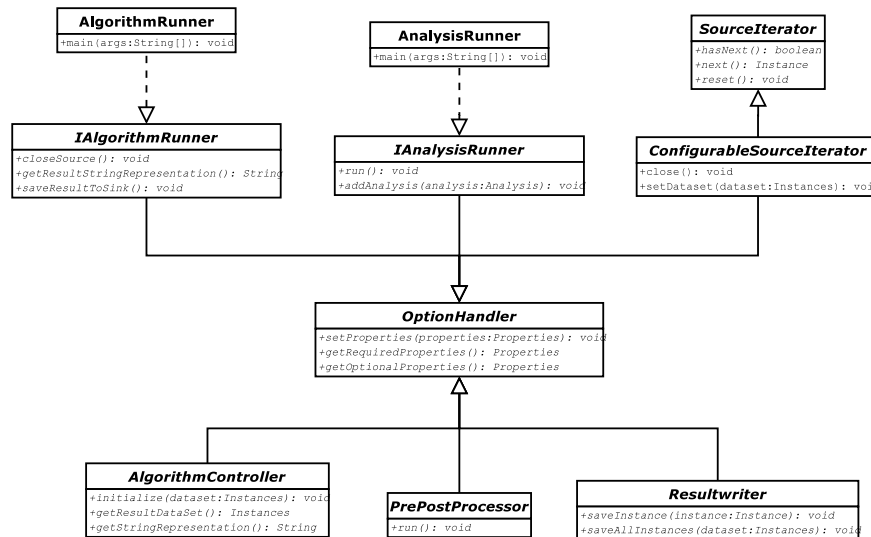 AlgorithmRunner
+main(args:String[]): void
AnalysisRunner
+main(args:String[]): void
SourceIterator
+hasNext(): boolean
+next(): Instance
+reset(): void
IAlgorithmRunner
+closeSource(): void
+getResultStringRepresentation(): String
+saveResultToSink(): void
IAnalysisRunner
+run(): void
+addAnalysis(analysis:Analysis): void
ConfigurableSourceIterator
+close(): void
+setDataset(dataset:Instances): void
OptionHandler
+setProperties(properties:Properties): void
+getRequiredProperties(): Properties
+getOptionalProperties(): Properties
AlgorithmController
+initialize(dataset:Instances): void
+getResultDataSet(): Instances
+getStringRepresentation(): String
PrePostProcessor
+run(): void
Resultwriter
+saveInstance(instance:Instance): void
+saveAllInstances(dataset:Instances): void